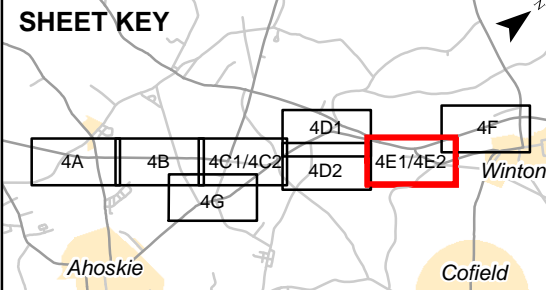 SHEET KEY
N
4D1
4F
4A
4B
4C1/4C2
4D2
4E1/4E2
Winton
4G
Ahoskie
Cofield